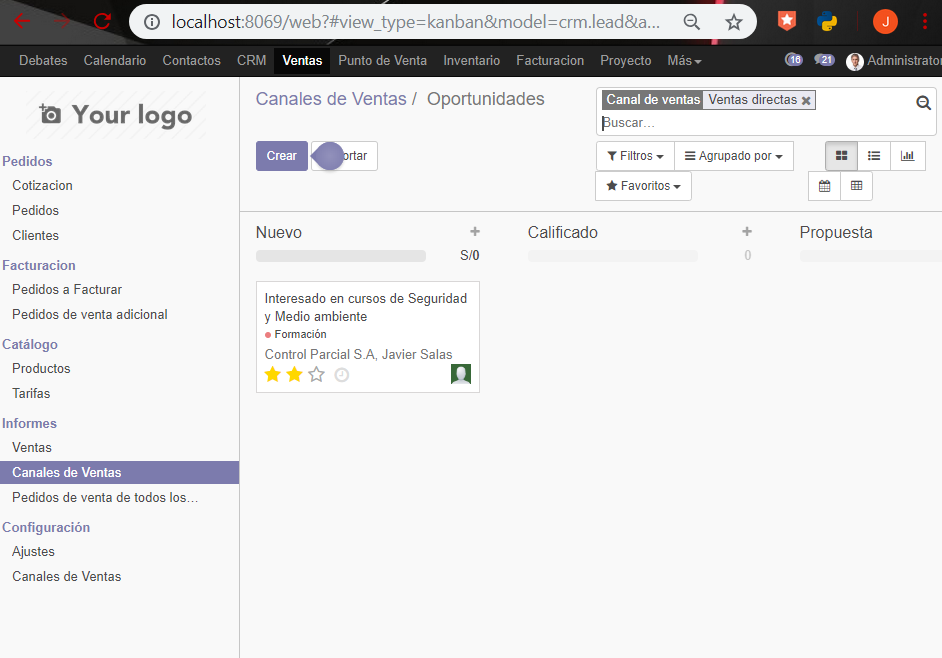 localhost:8069/web?#view_type=kanban&model=crm.lead&a...
J
Debates Calendario Contactos CRM Ventas Punto de Venta Inventario Facturacion Proyecto Más 16 21 Administrator
Your logo
Canales de Ventas / Oportunidades
Canal de ventas Ventas directas x
Buscar...
Crear ortar
Filtros Agrupado por
Favoritos
Pedidos
Cotizacion
Pedidos
Clientes
Facturacion
Pedidos a Facturar
Pedidos de venta adicional
Catálogo
Productos
Tarifas
Informes
Ventas
Canales de Ventas
Pedidos de venta de todos los...
Configuración
Ajustes
Canales de Ventas
Nuevo + Calificado + Propuesta
S/0 0
Interesado en cursos de Seguridad
y Medio ambiente
Formación
Control Parcial S.A, Javier Salas